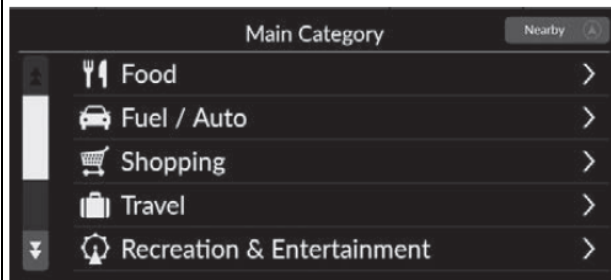 Main Category
Nearby
Food
Fuel / Auto
Shopping
Travel
Recreation & Entertainment